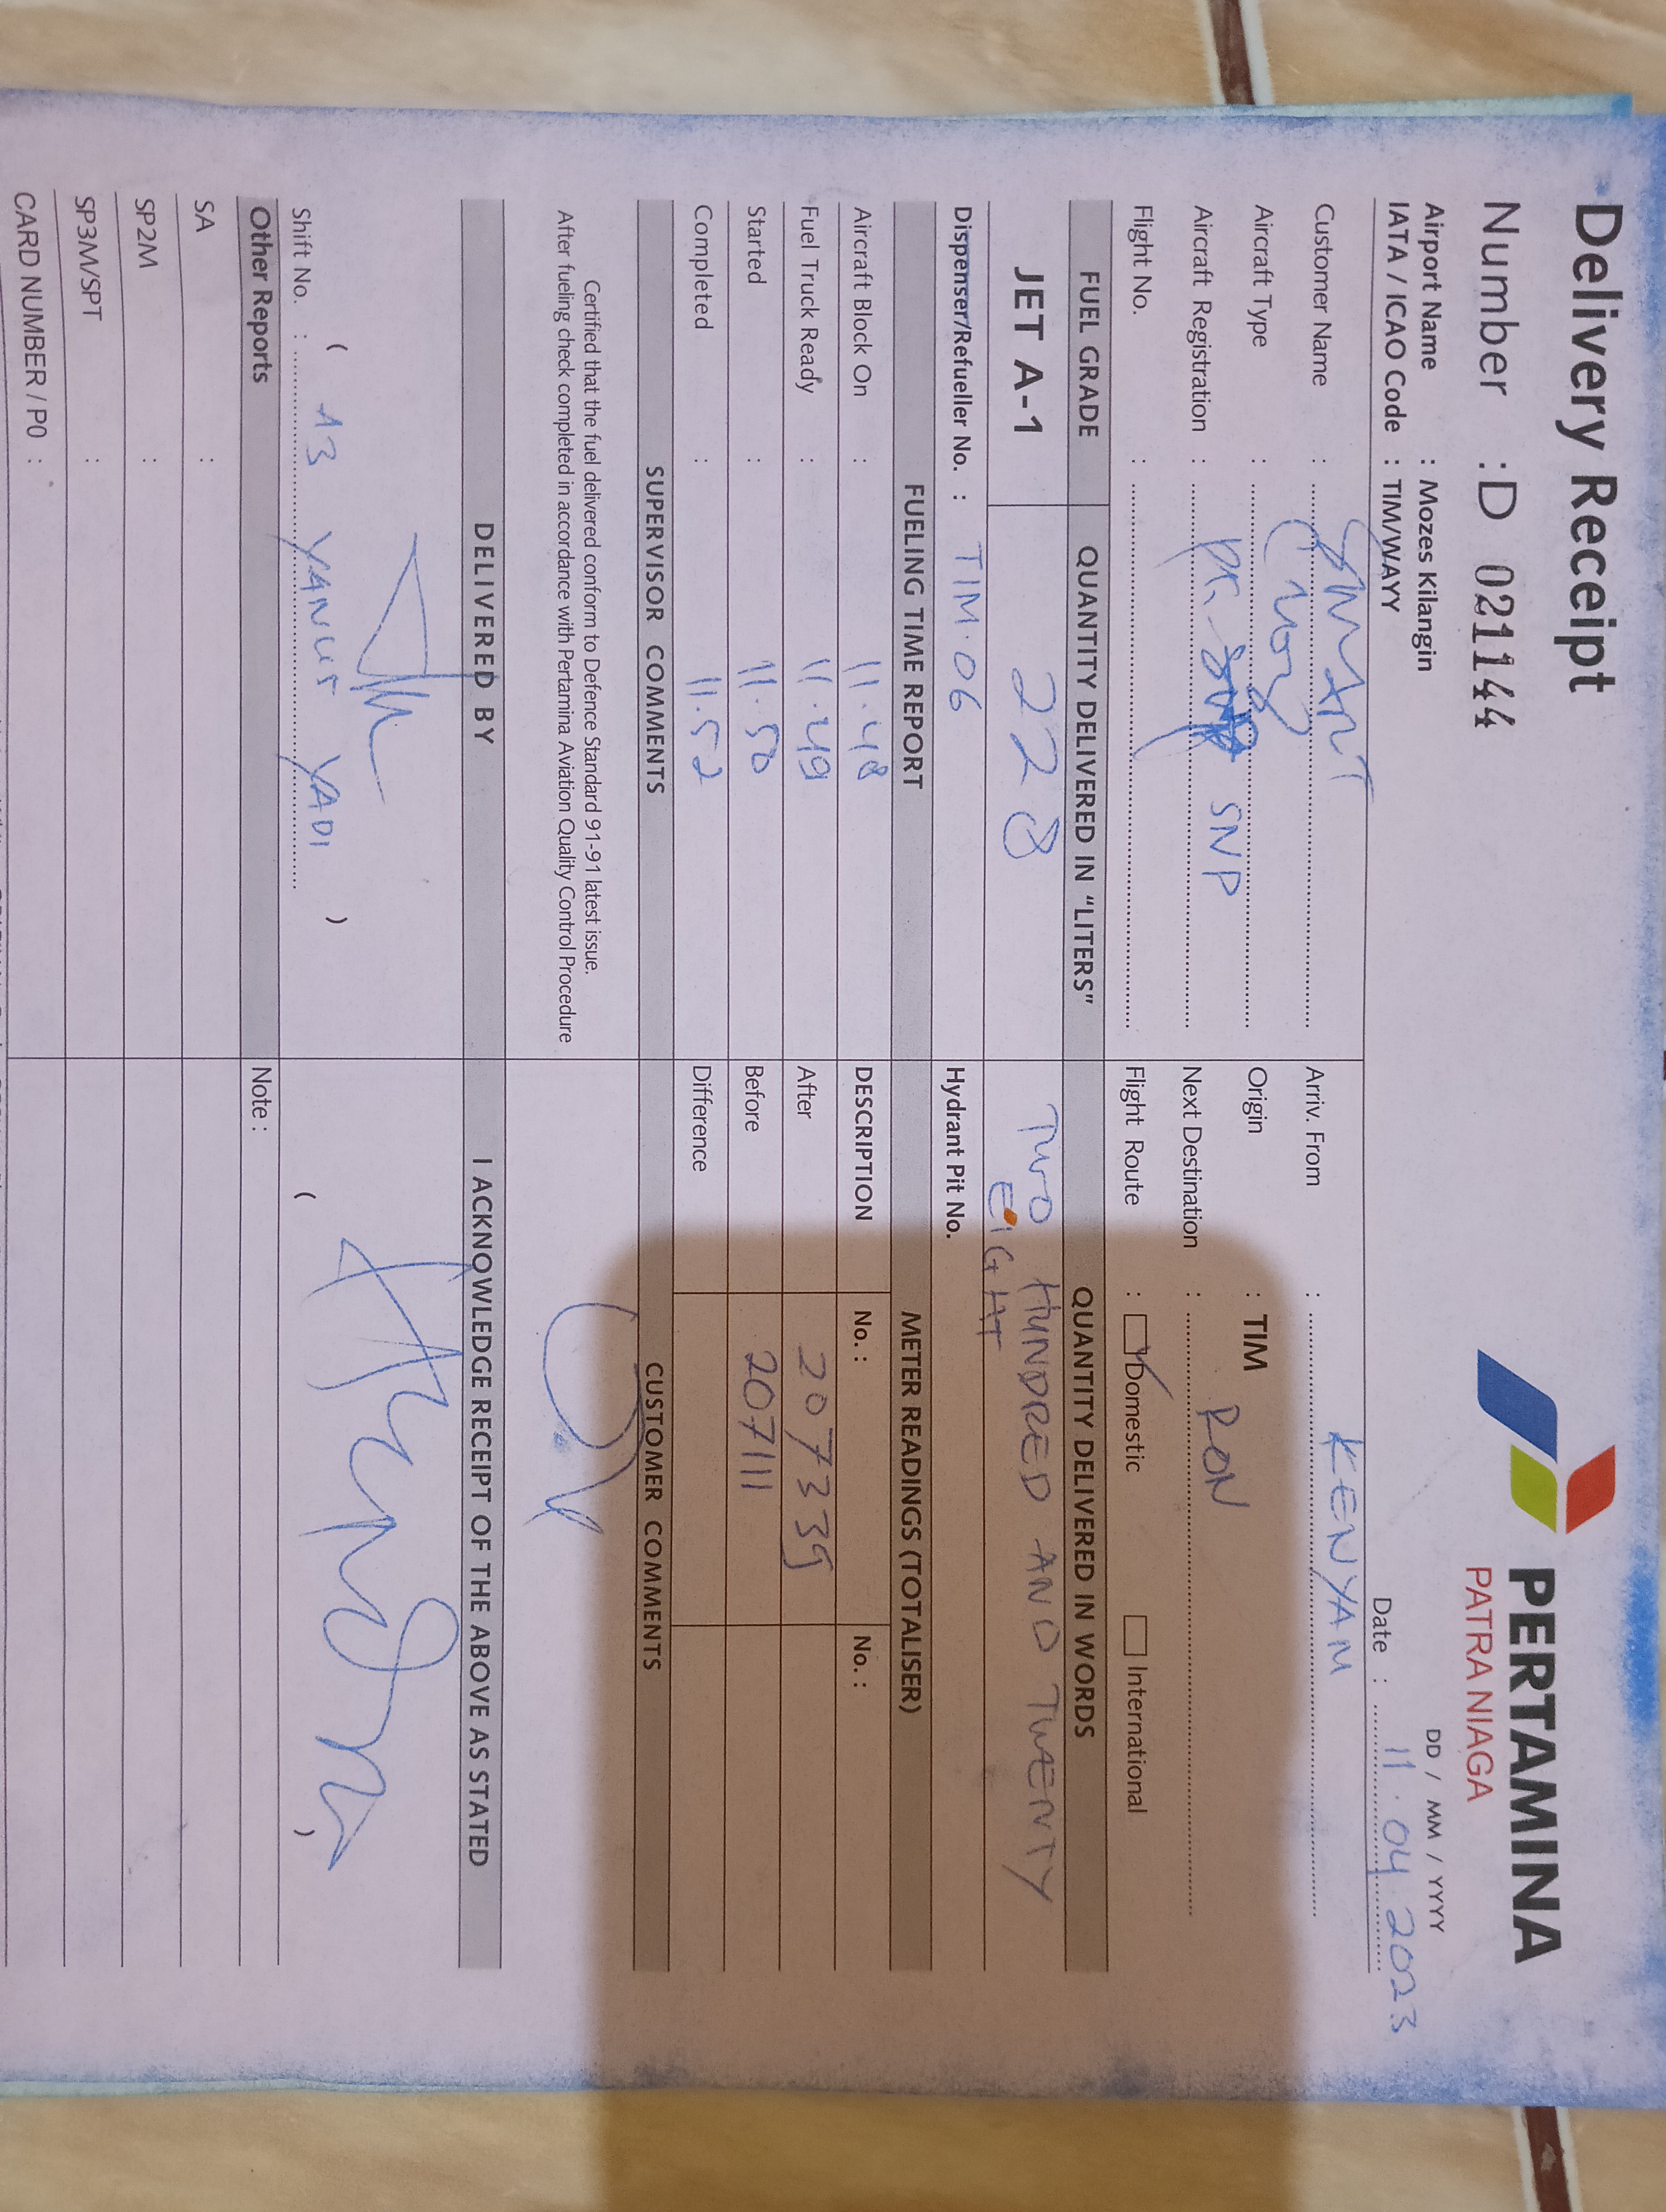 Delivery Receipt
PERTAMINA
PATRA NIAGA
Number : D 021144
DD / MM / YYYY
Airport Name : Mozes Kilangin
IATA / ICAO Code : TIM/WAYY
Date : 11.04.2023
Customer Name : SMART
Arriv. From : KENYAM
Aircraft Type :
Origin : TIM
Aircraft Registration : PK- SNP
Next Destination : RON
Flight No. :
Flight Route : Domestic International
FUEL GRADE QUANTITY DELIVERED IN "LITERS" QUANTITY DELIVERED IN WORDS
JET A-1 228 TWO HUNDRED AND TWENTY
EIGHT
Dispenser/Refueller No. : TIM.06 Hydrant Pit No.
FUELING TIME REPORT METER READINGS (TOTALISER)
Aircraft Block On : 11.48 DESCRIPTION No. : No. :
Fuel Truck Ready : 11.49 After 207339
Started : 11.50 Before 207111
Completed : 11.52 Difference
SUPERVISOR COMMENTS CUSTOMER COMMENTS
Certified that the fuel delivered conform to Defence Standard 91-91 latest issue.
After fueling check completed in accordance with Pertamina Aviation Quality Control Procedure
DELIVERED BY I ACKNOWLEDGE RECEIPT OF THE ABOVE AS STATED
( )
( )
Shift No. : 13 YADI
Other Reports Note :
SA :
SP2M :
SP3M/SPT :
CARD NUMBER / P0 :